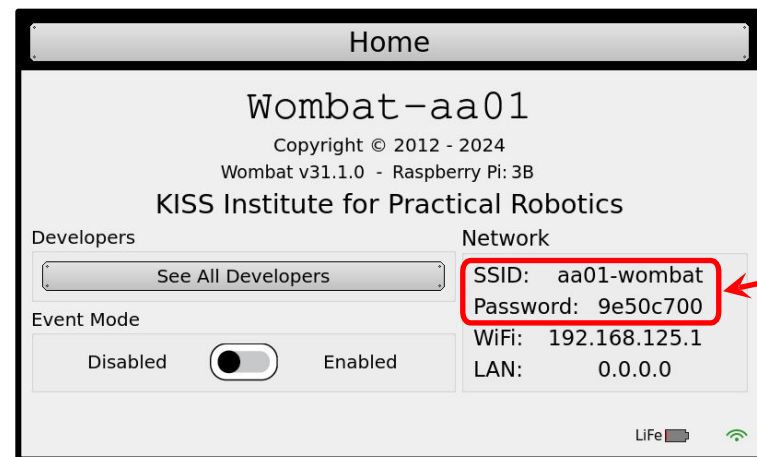 Home
Wombat-aa01
Copyright © 2012 - 2024
Wombat v31.1.0 - Raspberry Pi: 3B
KISS Institute for Practical Robotics
Developers
See All Developers
Event Mode
Disabled Enabled
Network
SSID: aa01-wombat
Password: 9e50c700
WiFi: 192.168.125.1
LAN: 0.0.0.0
LiFe